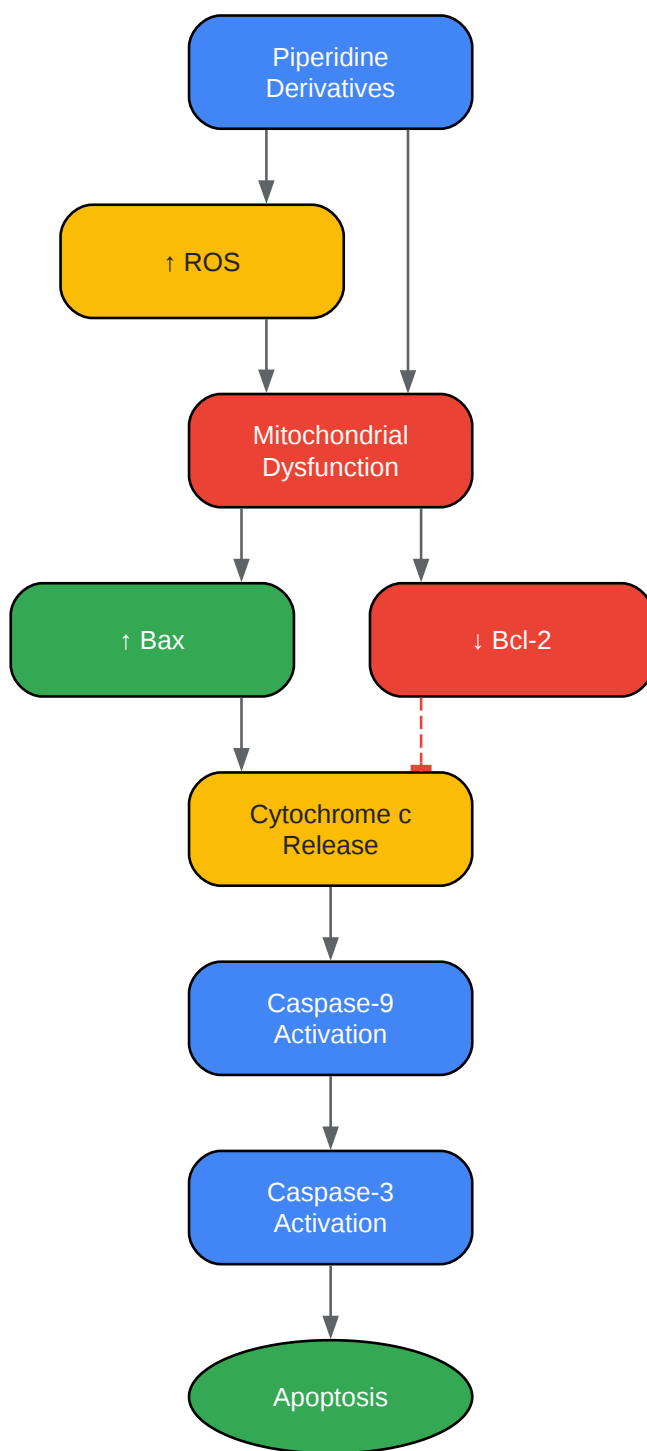 Piperidine
Derivatives
↑ ROS
Mitochondrial
Dysfunction
↑ Bax
↓ Bcl-2
Cytochrome c
Release
Caspase-9
Activation
Caspase-3
Activation
Apoptosis